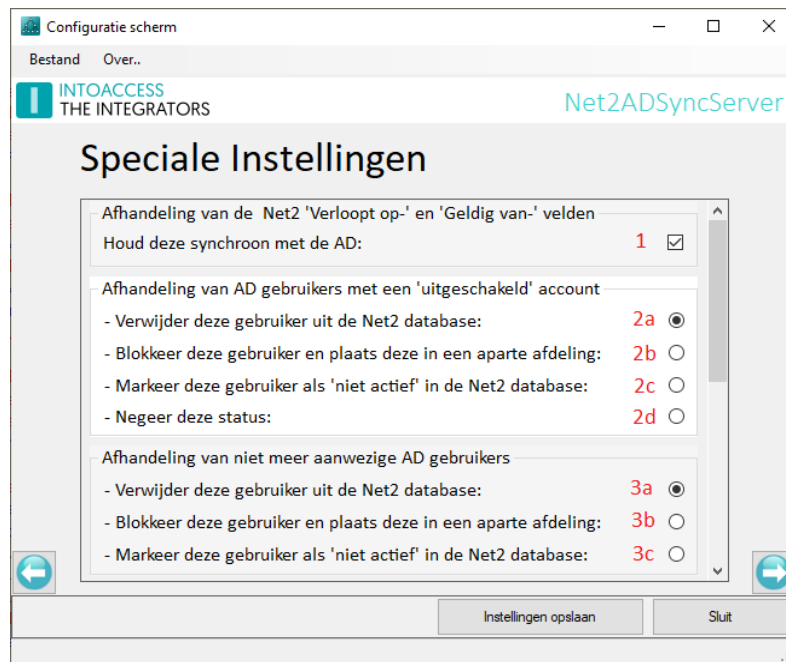 Configuratie scherm
Bestand Over..
INTOACCESS
THE INTEGRATORS
Net2ADSyncServer
Speciale Instellingen
Afhandeling van de Net2 'Verloopt op-' en 'Geldig van-' velden
Houd deze synchroon met de AD: 1
Afhandeling van AD gebruikers met een 'uitgeschakeld' account
- Verwijder deze gebruiker uit de Net2 database: 2a
- Blokkeer deze gebruiker en plaats deze in een aparte afdeling: 2b
- Markeer deze gebruiker als 'niet actief' in de Net2 database: 2c
- Negeer deze status: 2d
Afhandeling van niet meer aanwezige AD gebruikers
- Verwijder deze gebruiker uit de Net2 database: 3a
- Blokkeer deze gebruiker en plaats deze in een aparte afdeling: 3b
- Markeer deze gebruiker als 'niet actief' in de Net2 database: 3c
Instellingen opslaan Sluit